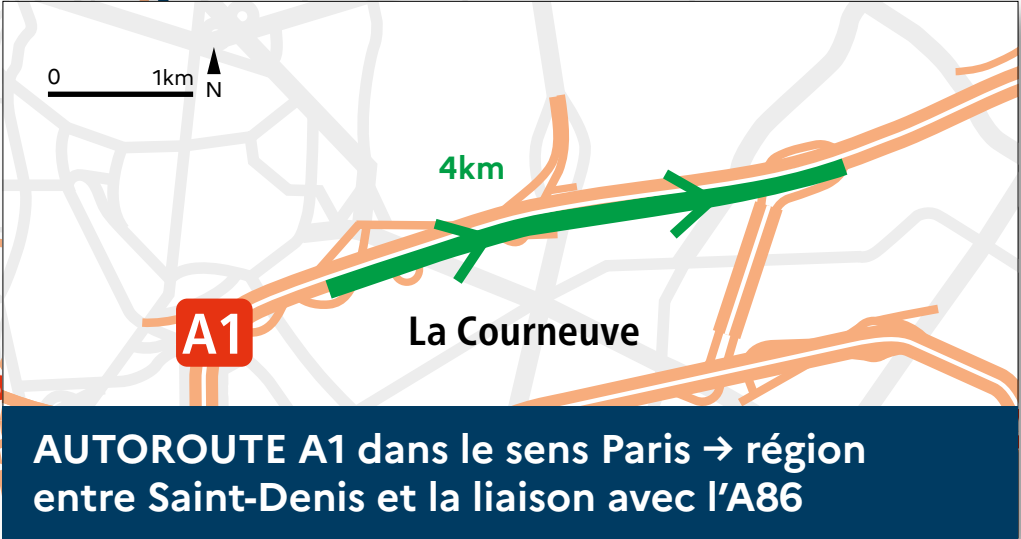 0 1km
N
4km
A1
La Courneuve
AUTOROUTE A1 dans le sens Paris → région
entre Saint-Denis et la liaison avec l'A86